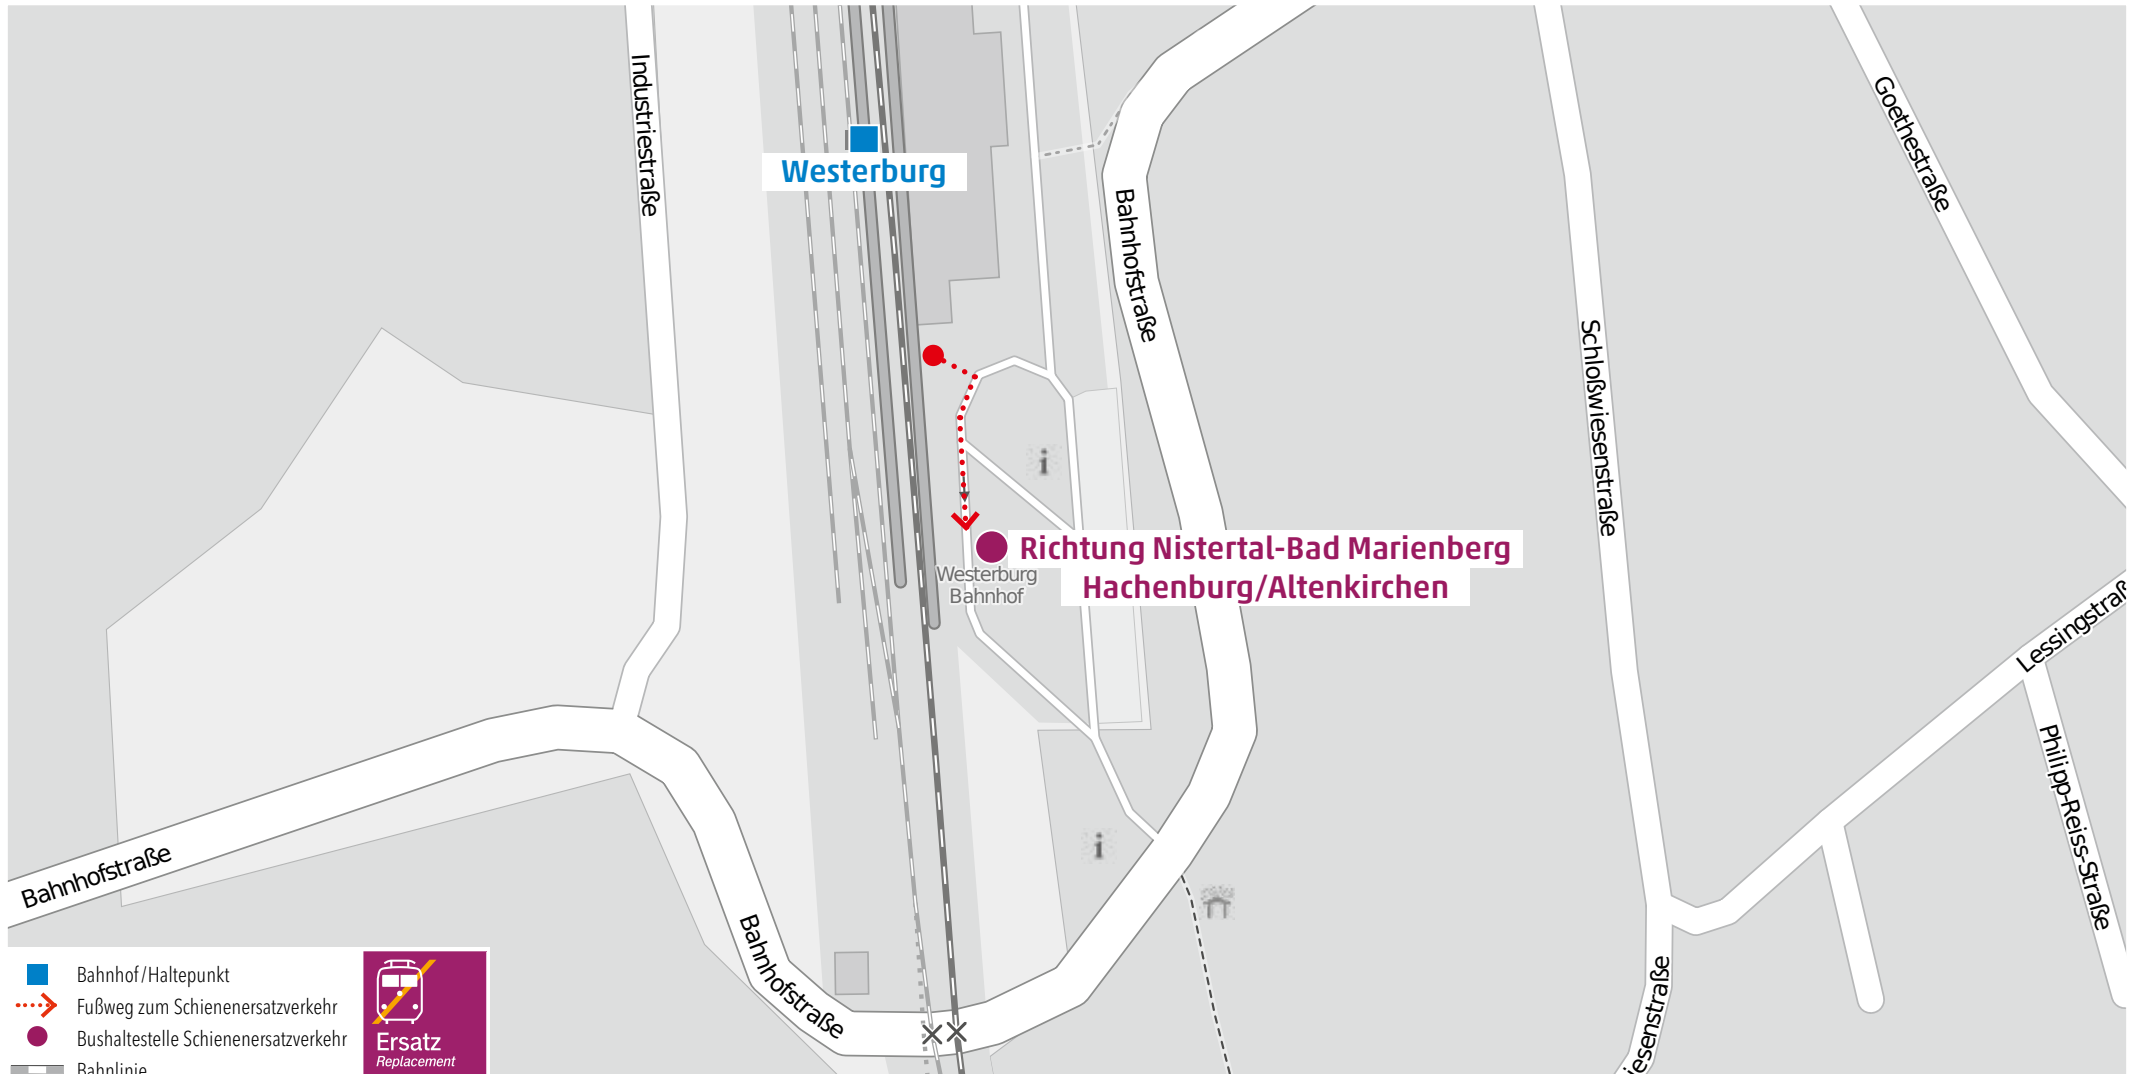 Industriestraße
Westerburg
Bahnhofstraße
Goethestraße
Schloßwiesenstraße
Richtung Nistertal-Bad Marienberg
Hachenburg/Altenkirchen
Westerburg
Bahnhof
Lessingstraß
Philipp-Reiss-Straße
Bahnhofstraße
Bahnhofstraße
iesenstraße
Bahnhof/Haltepunkt
Fußweg zum Schienenersatzverkehr
Bushaltestelle Schienenersatzverkehr
Bahnlinie
Ersatz
Replacement